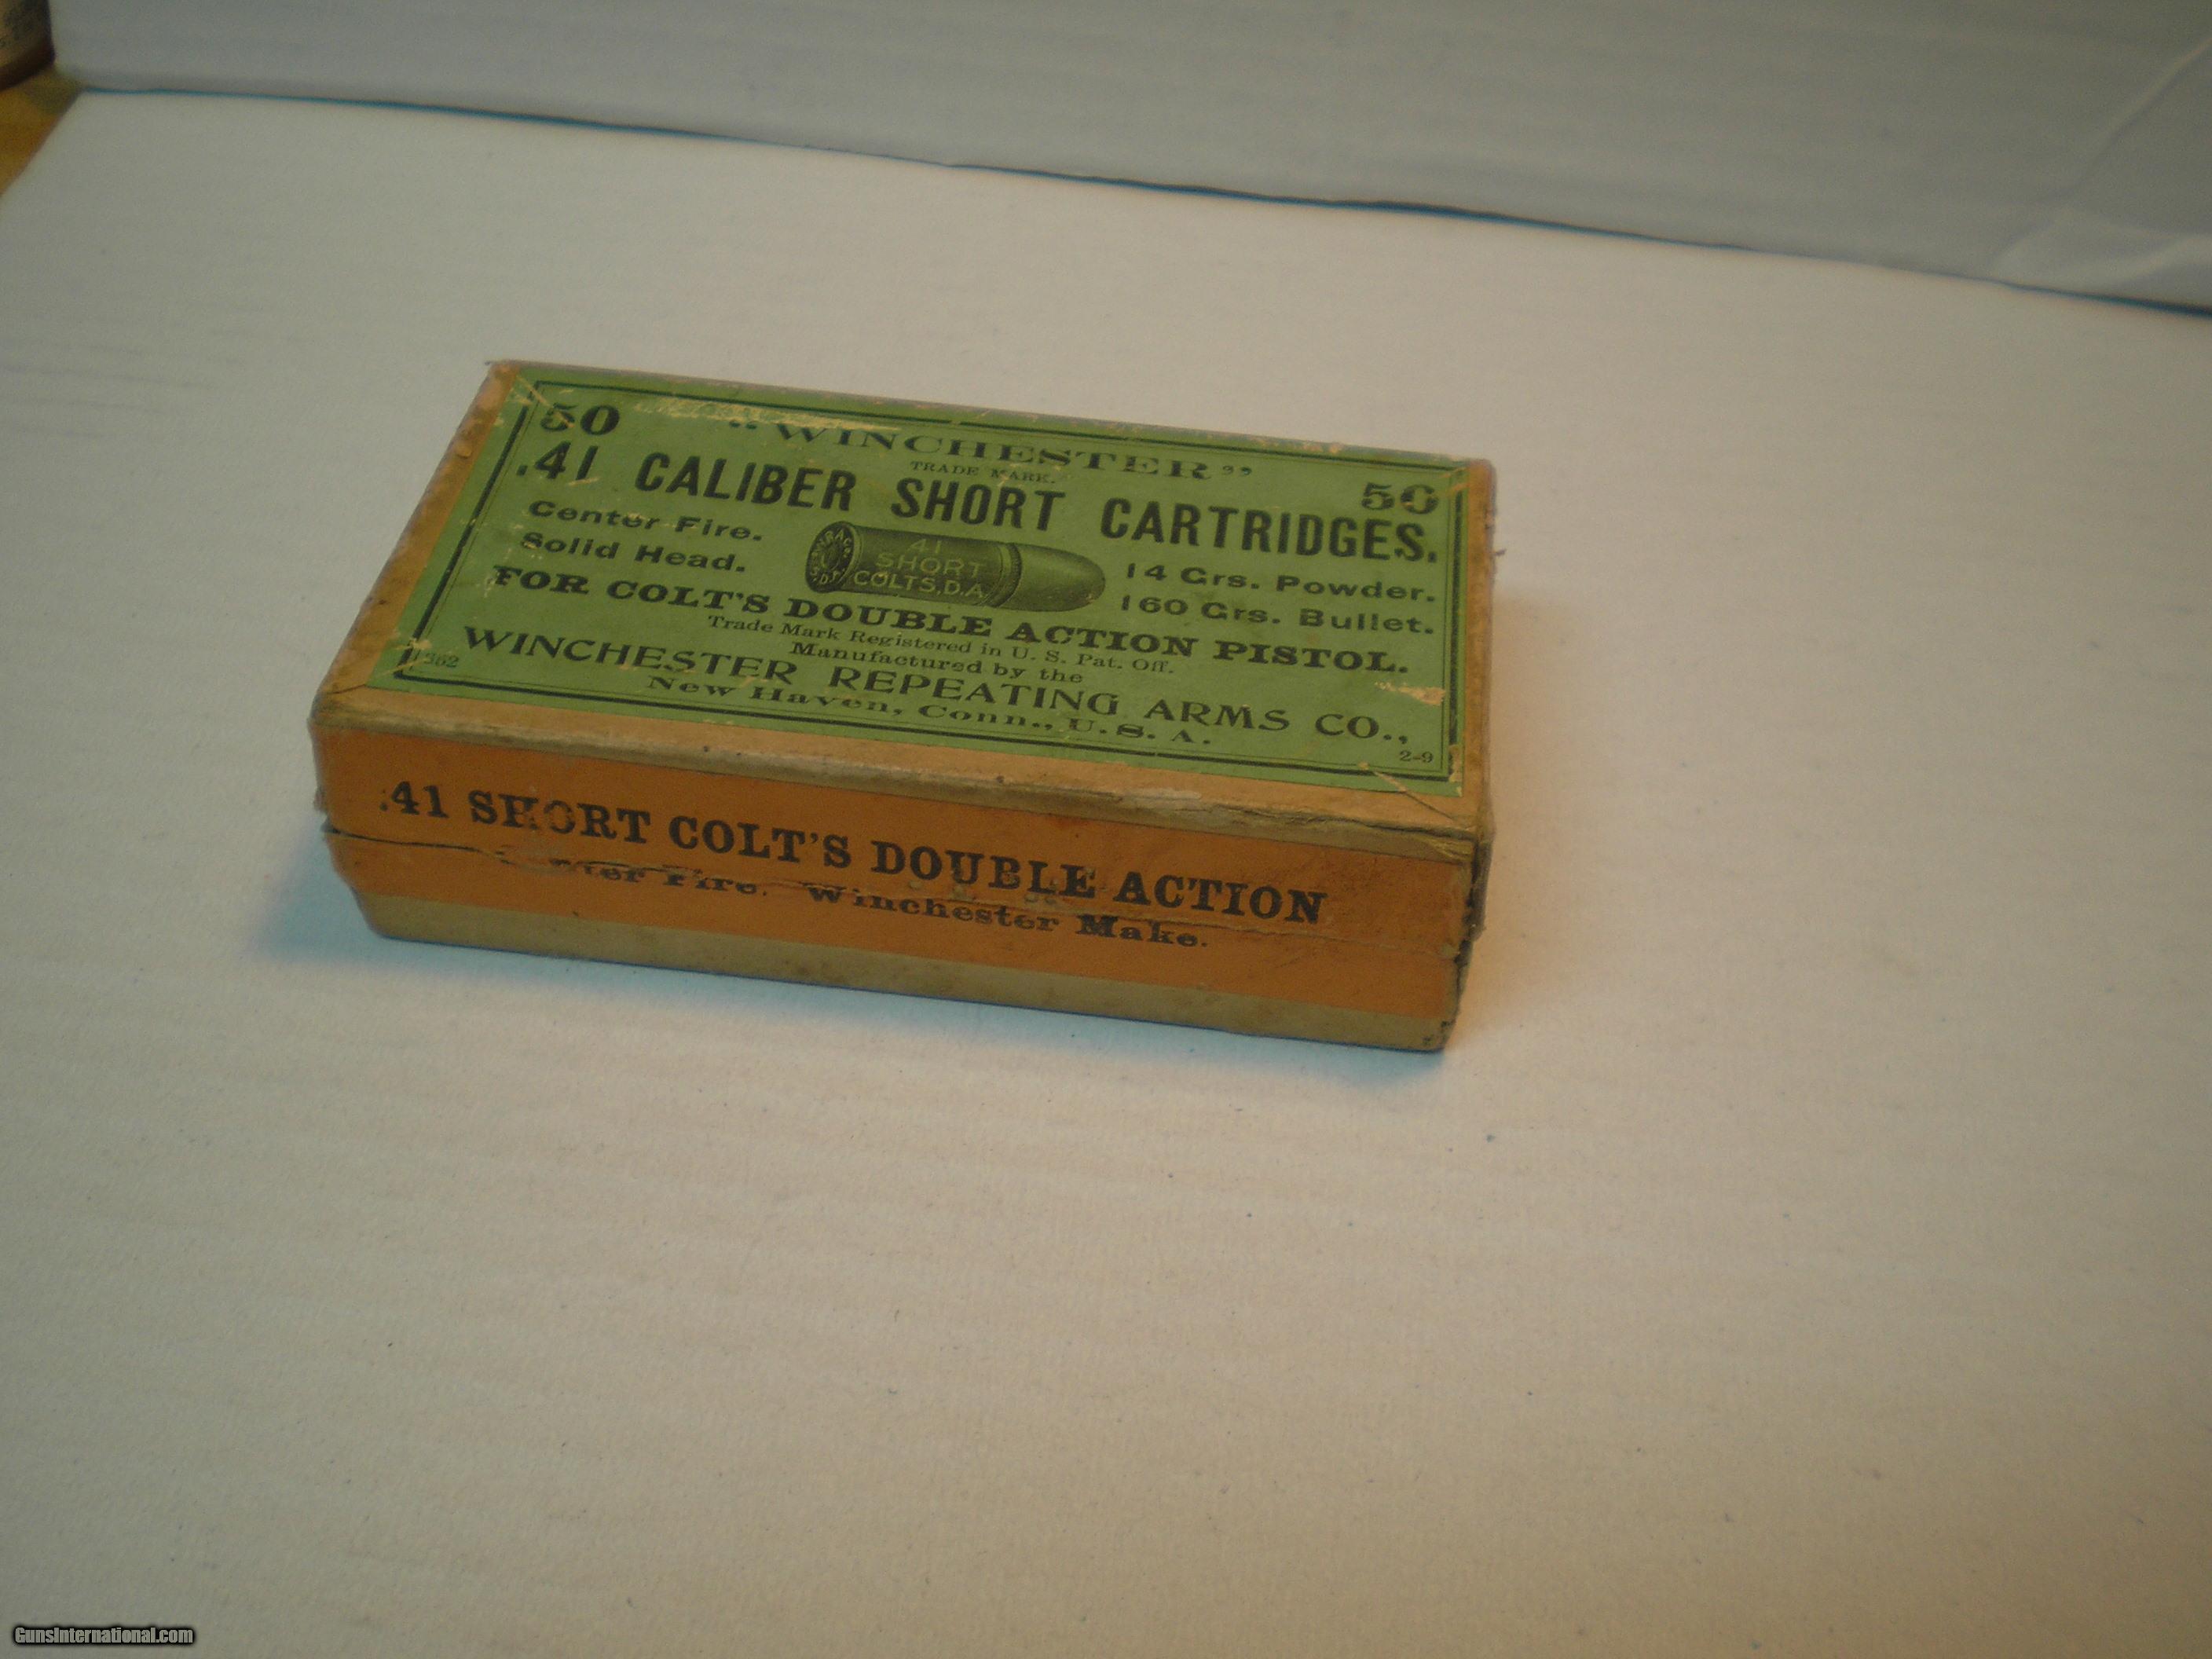 50 "WINCHESTER" 50
TRADE MARK.
.41 CALIBER SHORT CARTRIDGES.
Center Fire.
Solid Head.
41
SHORT
COLTS,D.A
14 Grs. Powder.
160 Grs. Bullet.
FOR COLT'S DOUBLE ACTION PISTOL.
Trade Mark Registered in U. S. Pat. Off.
Manufactured by the
WINCHESTER REPEATING ARMS CO.,
New Haven, Conn., U. S. A.
2-9
.41 SHORT COLT'S DOUBLE ACTION
Center Fire. Winchester Make.
GunsInternational.com